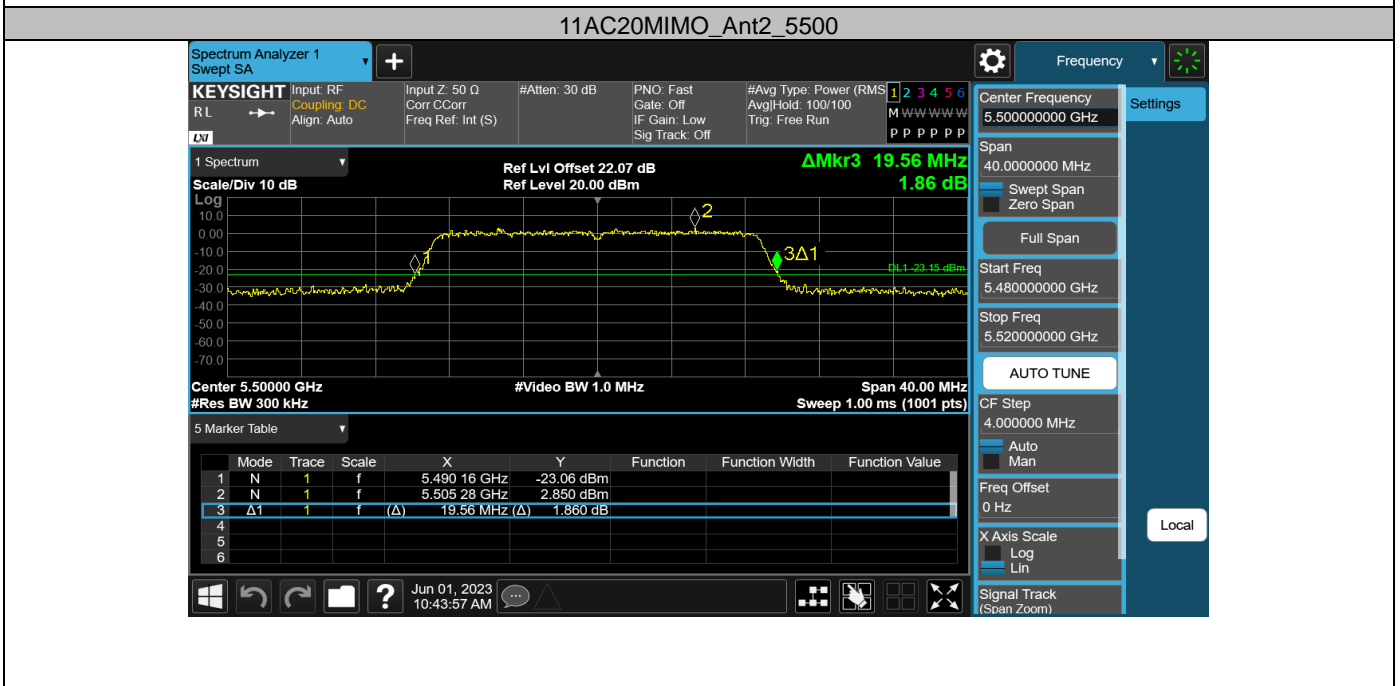 11AC20MIMO_Ant2_5500
Spectrum Analyzer 1
Swept SA
Frequency
KEYSIGHT
RL
LXI
Input: RF
Coupling: DC
Align: Auto
Input Z: 50 Ω
Corr CCorr
Freq Ref: Int (S)
#Atten: 30 dB
PNO: Fast
Gate: Off
IF Gain: Low
Sig Track: Off
#Avg Type: Power (RMS
Avg|Hold: 100/100
Trig: Free Run
1 2 3 4 5 6
M W W W W W
P P P P P P
1 Spectrum
Scale/Div 10 dB
Ref Lvl Offset 22.07 dB
Ref Level 20.00 dBm
ΔMkr3 19.56 MHz
1.86 dB
Log
10.0
0.00
-10.0
-20.0
-30.0
-40.0
-50.0
-60.0
-70.0
1
2
3Δ1
DL1 -23.15 dBm
Center 5.50000 GHz
#Video BW 1.0 MHz
Span 40.00 MHz
#Res BW 300 kHz
Sweep 1.00 ms (1001 pts)
5 Marker Table
Mode Trace Scale X Y Function Function Width Function Value
1 N 1 f 5.490 16 GHz -23.06 dBm
2 N 1 f 5.505 28 GHz 2.850 dBm
3 Δ1 1 f (Δ) 19.56 MHz (Δ) 1.860 dB
4
5
6
?
Jun 01, 2023
10:43:57 AM
Center Frequency
5.500000000 GHz
Span
40.0000000 MHz
Swept Span
Zero Span
Full Span
Start Freq
5.480000000 GHz
Stop Freq
5.520000000 GHz
AUTO TUNE
CF Step
4.000000 MHz
Auto
Man
Freq Offset
0 Hz
X Axis Scale
Log
Lin
Signal Track
(Span Zoom)
Settings
Local